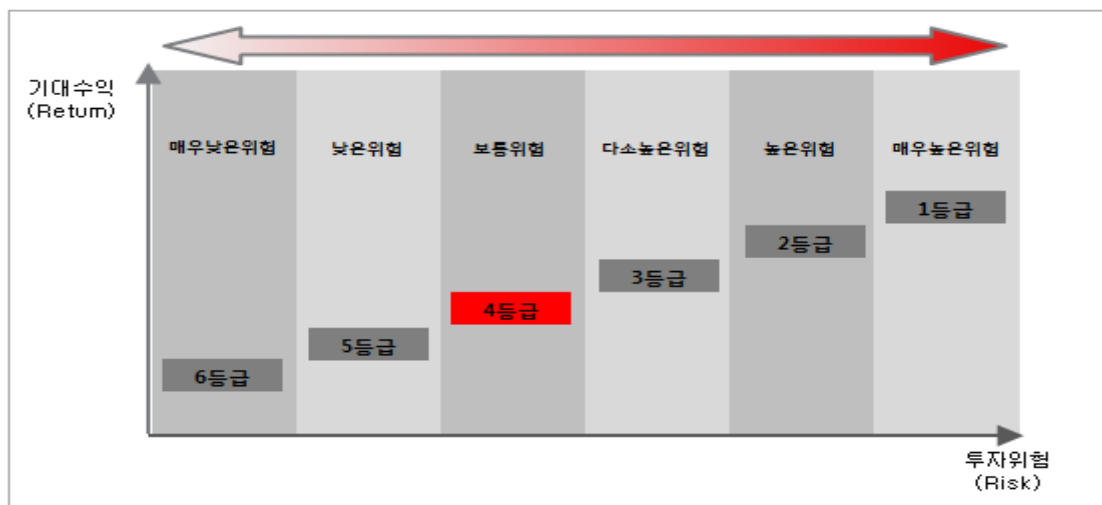 기대수익
(Return)
매우낮은위험 낮은위험 보통위험 다소높은위험 높은위험 매우높은위험
1등급
2등급
3등급
4등급
5등급
6등급
투자위험
(Risk)